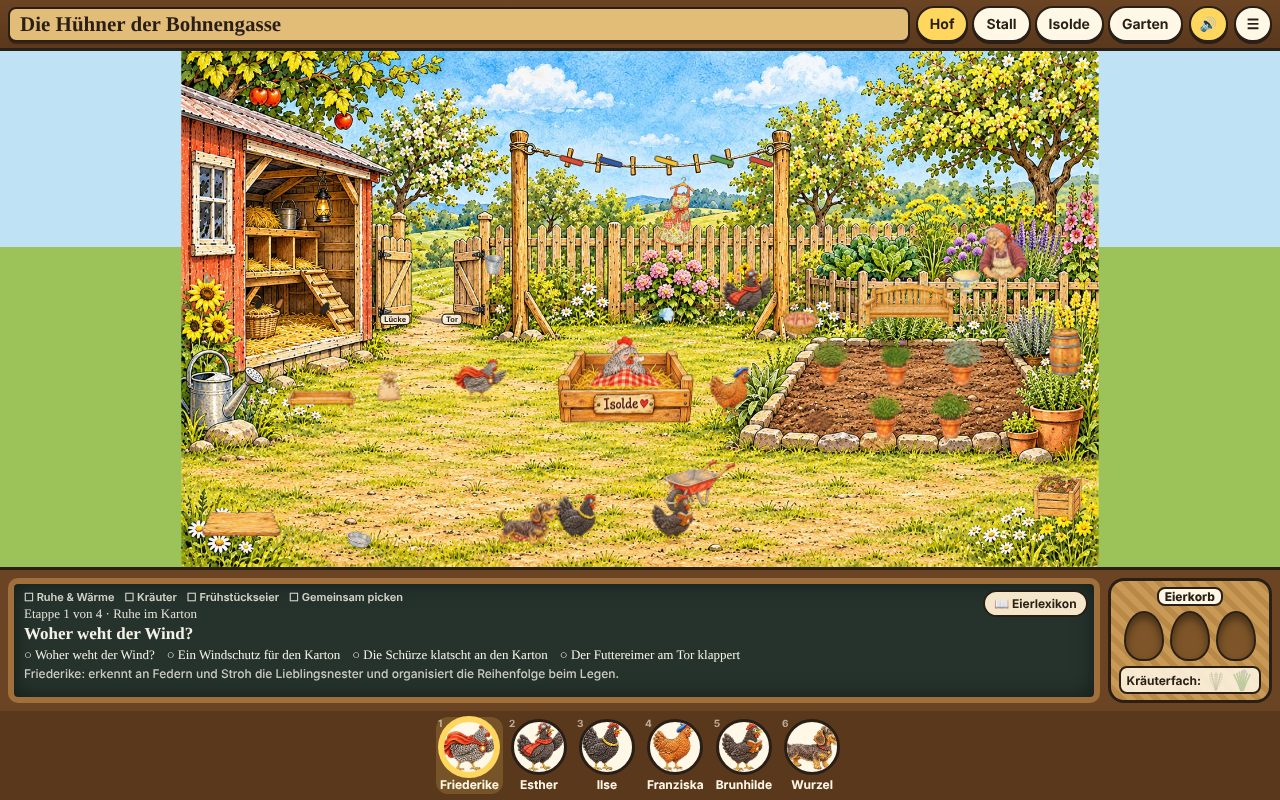 Die Hühner der Bohnengasse
Hof Stall Isolde Garten
Lücke Tor
Isolde
☐ Ruhe & Wärme ☐ Kräuter ☐ Frühstückseier ☐ Gemeinsam picken
Etappe 1 von 4 · Ruhe im Karton
Woher weht der Wind?
○ Woher weht der Wind? ○ Ein Windschutz für den Karton ○ Die Schürze klatscht an den Karton ○ Der Futtereimer am Tor klappert
Friederike: erkennt an Federn und Stroh die Lieblingsnester und organisiert die Reihenfolge beim Legen.
Eierlexikon
Eierkorb
Kräuterfach:
1 2 3 4 5 6
Friederike Esther Ilse Franziska Brunhilde Wurzel